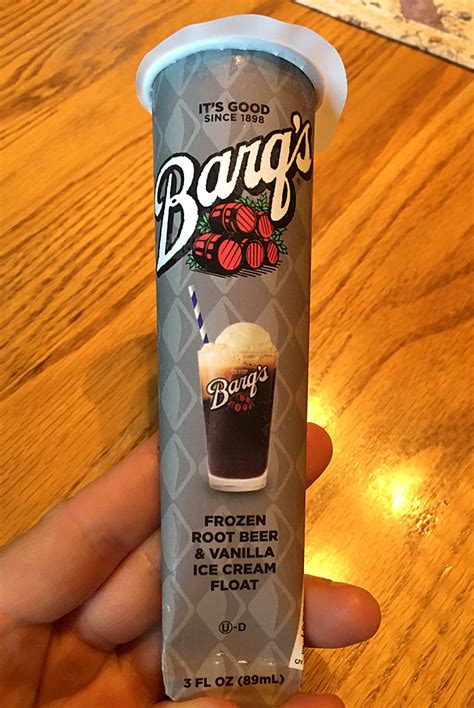 IT'S GOOD
SINCE 1898
Barq's
Barq's
FROZEN
ROOT BEER
& VANILLA
ICE CREAM
FLOAT
Ⓤ-D
3 FL OZ (89mL)